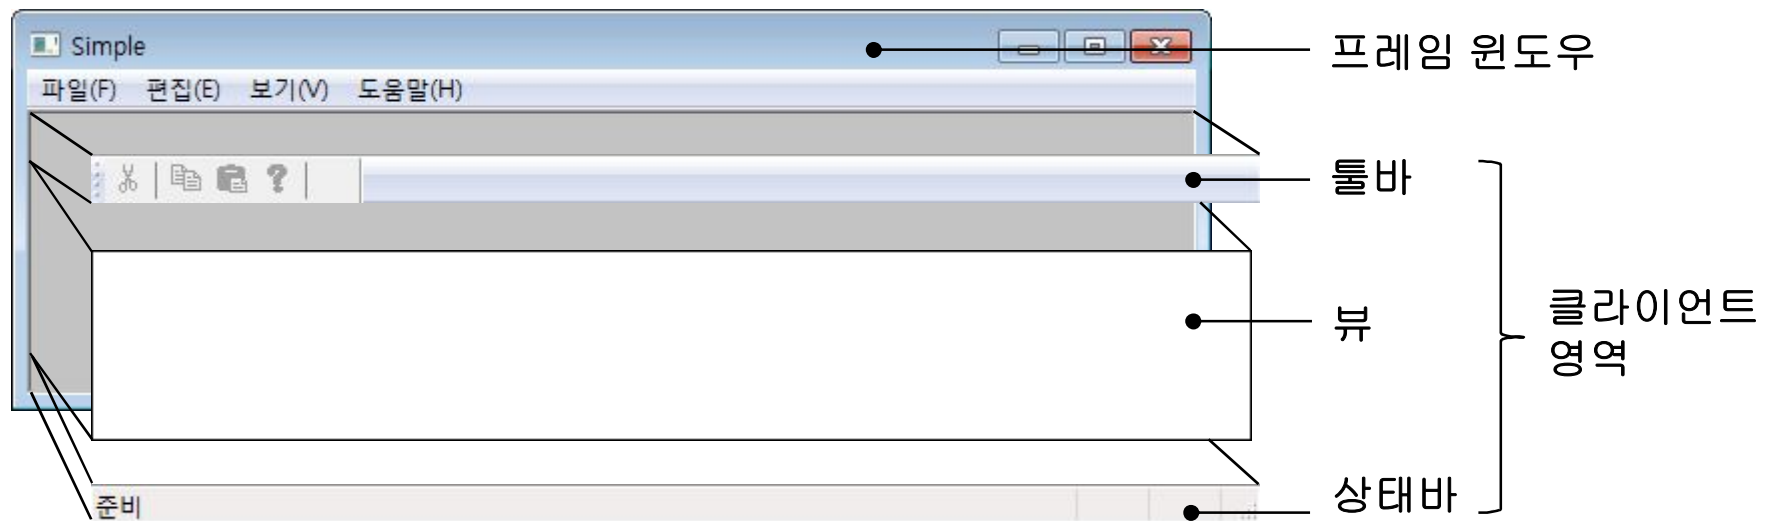 Simple
프레임 윈도우
파일(F) 편집(E) 보기(V) 도움말(H)
툴바
뷰
클라이언트
영역
상태바
준비